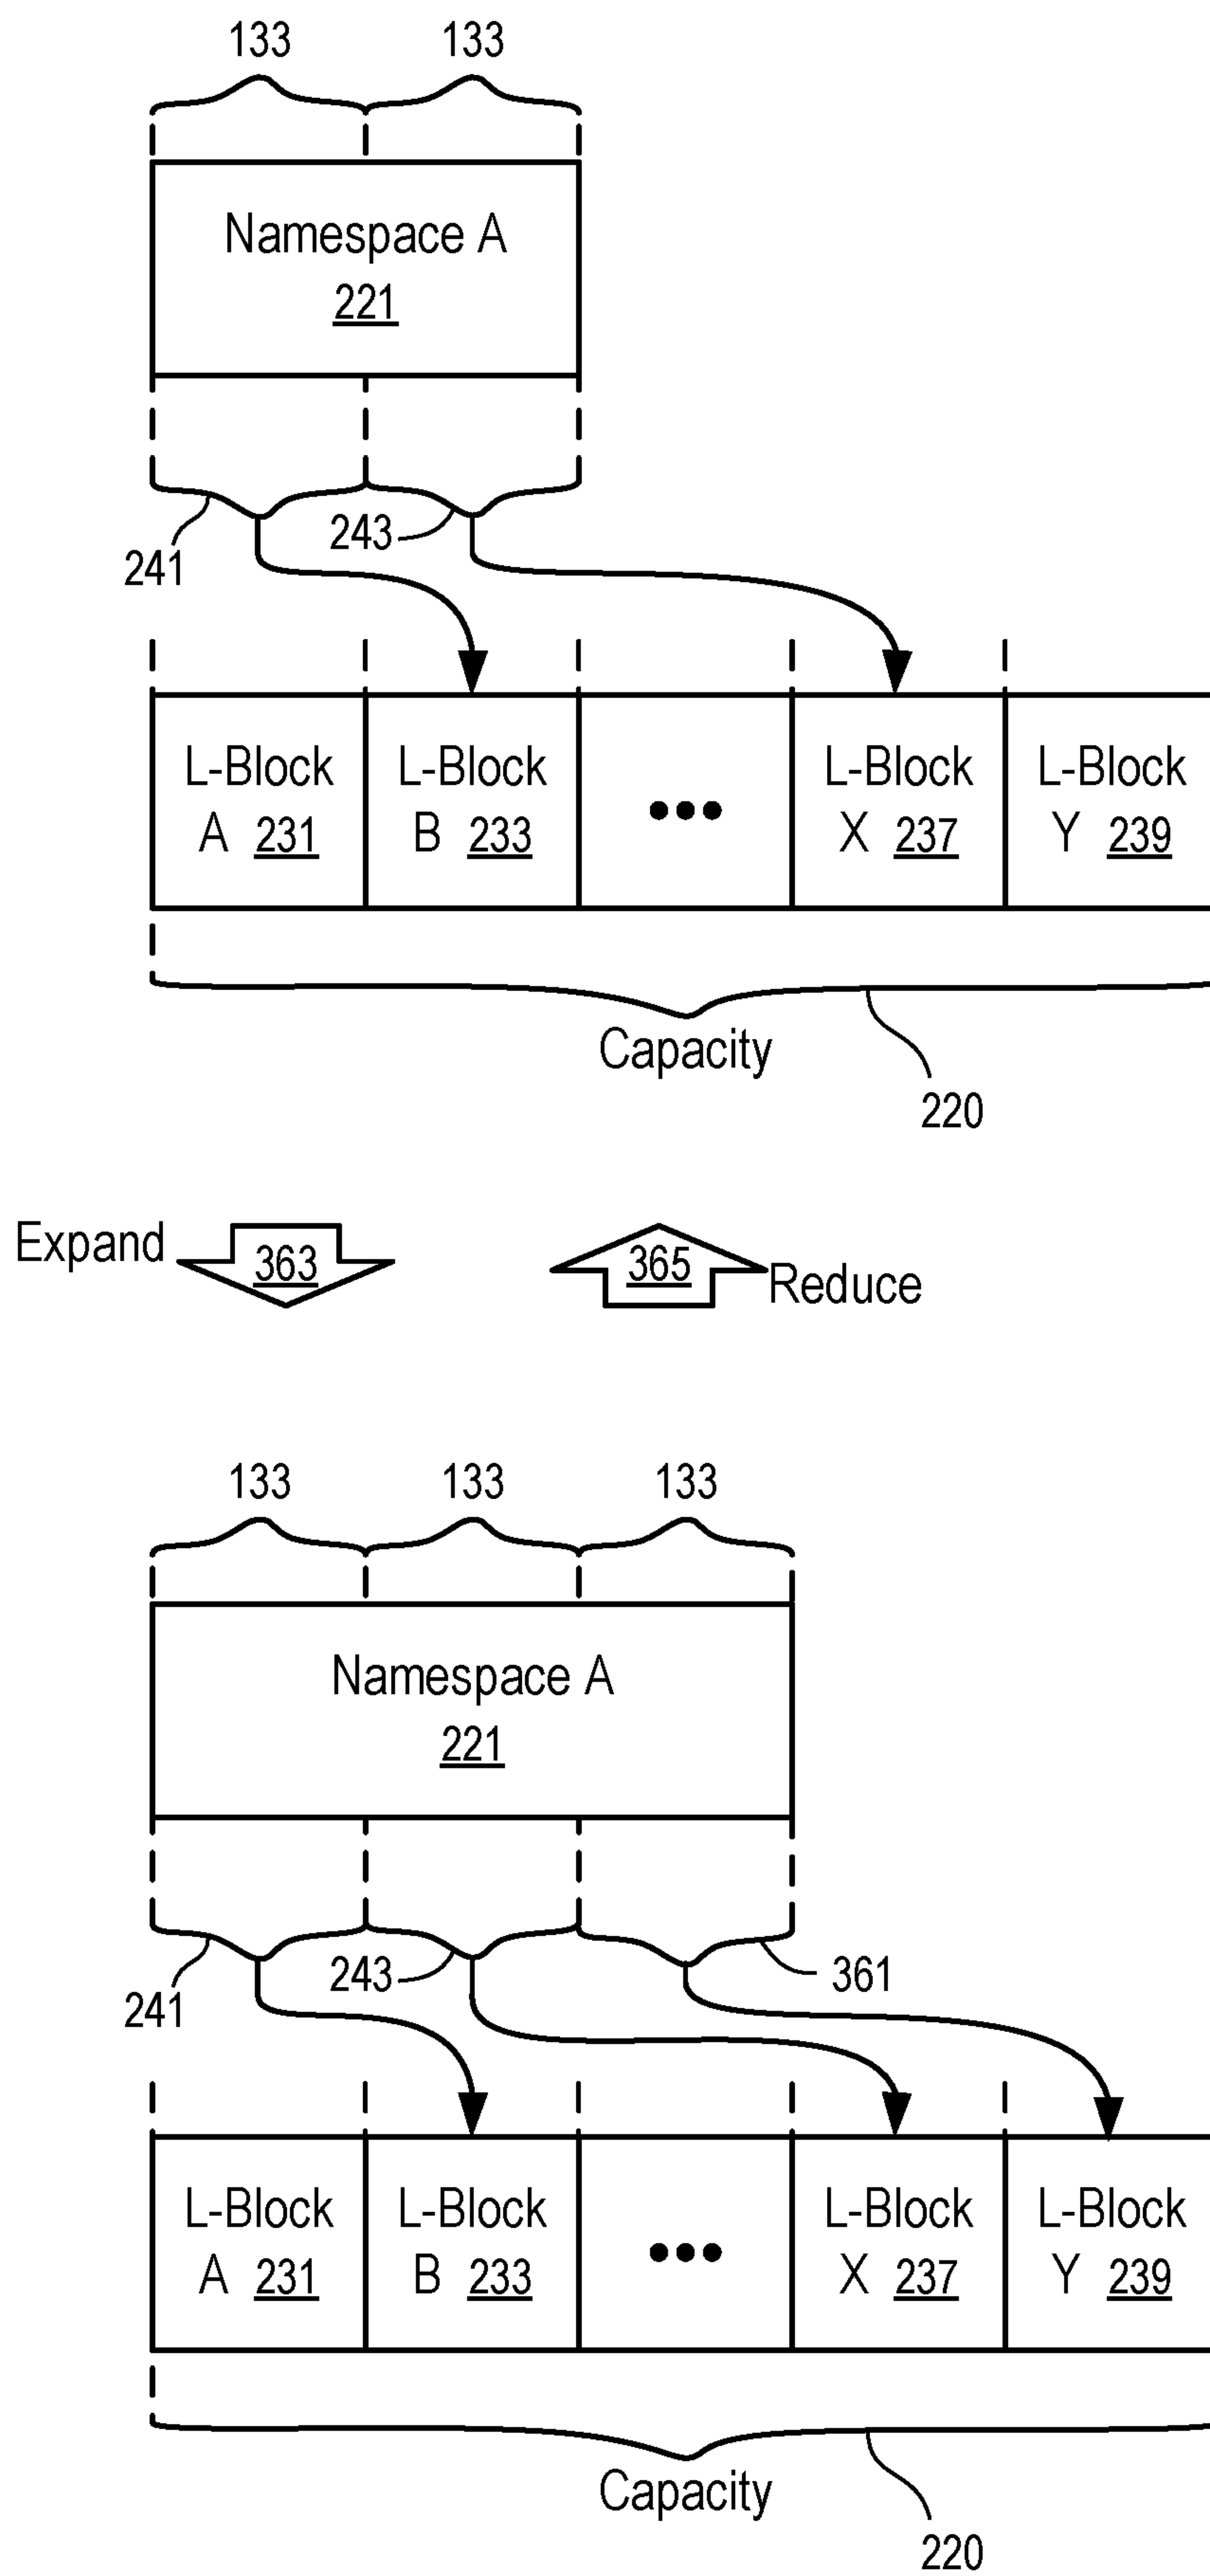 133 133
Namespace A
221
241 243
L-Block L-Block L-Block L-Block
A 231 B 233 ••• X 237 Y 239
Capacity
220
Expand 363 365 Reduce
133 133 133
Namespace A
221
241 243 361
L-Block L-Block L-Block L-Block
A 231 B 233 ••• X 237 Y 239
Capacity
220